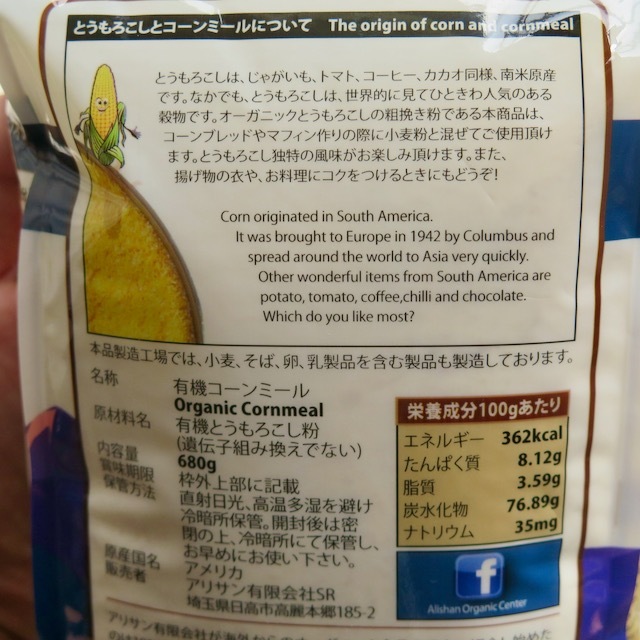 とうもろこしとコーンミールについて The origin of corn and cornmeal
とうもろこしは、じゃがいも、トマト、コーヒー、カカオ同様、南米原産
です。なかでも、とうもろこしは、世界的に見てひときわ人気のある
穀物です。オーガニックとうもろこしの粗挽き粉である本商品は、
コーンブレッドやマフィン作りの際に小麦粉と混ぜてご使用頂け
ます。とうもろこし独特の風味がお楽しみ頂けます。また、
揚げ物の衣や、お料理にコクをつけるときにもどうぞ!
Corn originated in South America.
It was brought to Europe in 1942 by Columbus and
spread around the world to Asia very quickly.
Other wonderful items from South America are
potato, tomato, coffee,chilli and chocolate.
Which do you like most?
本品製造工場では、小麦、そば、卵、乳製品を含む製品も製造しております。
名称 有機コーンミール
Organic Cornmeal
原材料名 有機とうもろこし粉
(遺伝子組み換えでない)
内容量 680g
賞味期限 枠外上部に記載
保管方法 直射日光、高温多湿を避け
冷暗所保管。開封後は密
閉の上、冷暗所にて保管し、
お早めにお使い下さい。
原産国名 アメリカ
販売者 アリサン有限会社SR
埼玉県日高市高麗本郷185-2
栄養成分100gあたり
エネルギー 362kcal
たんぱく質 8.12g
脂質 3.59g
炭水化物 76.89g
ナトリウム 35mg
f
Alishan Organic Center